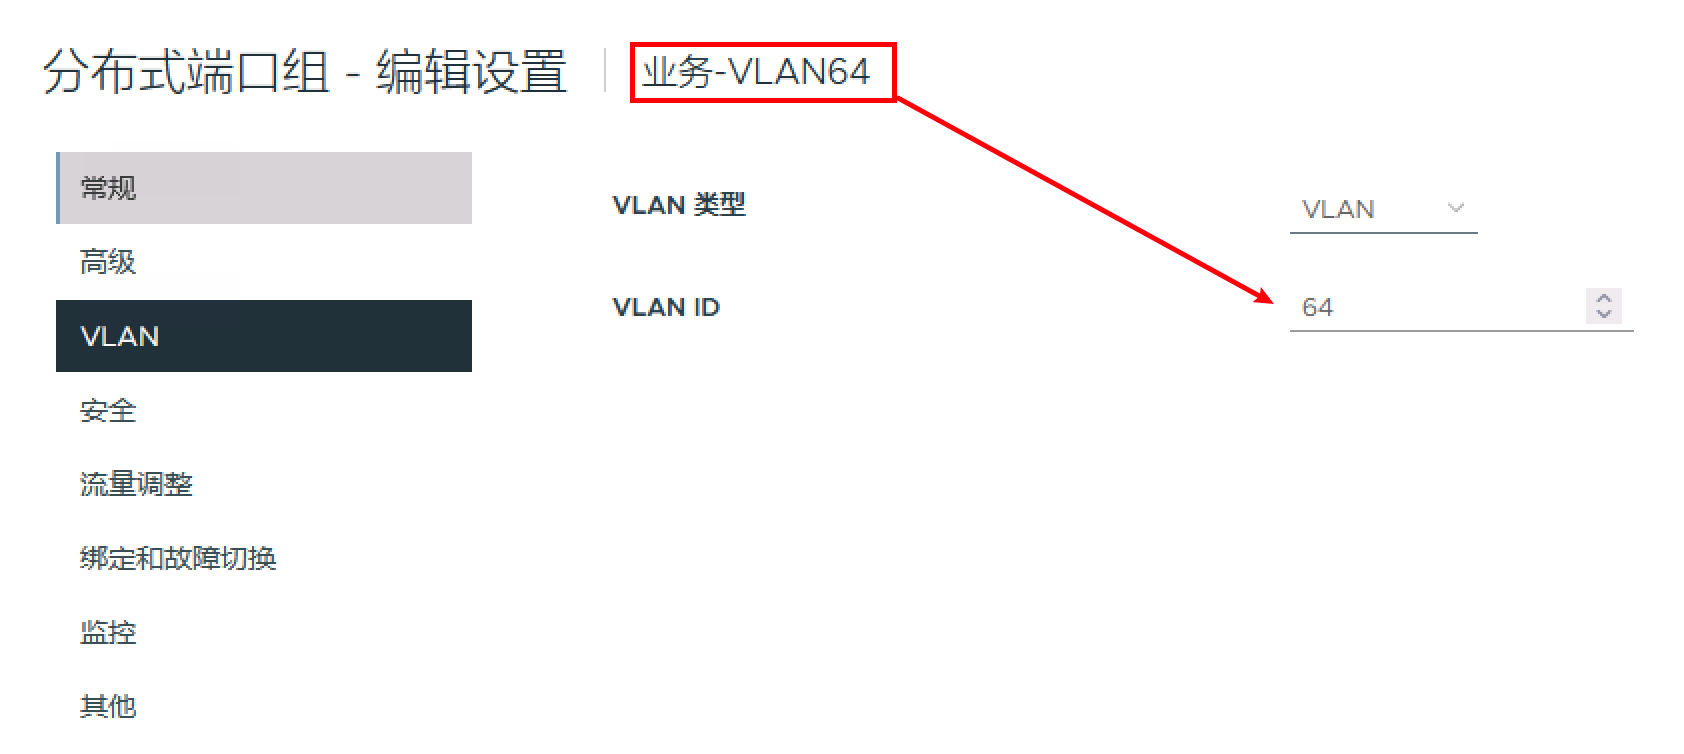 分布式端口组 - 编辑设置 业务-VLAN64
常规
高级
VLAN
安全
流量调整
绑定和故障切换
监控
其他
VLAN 类型 VLAN
VLAN ID 64